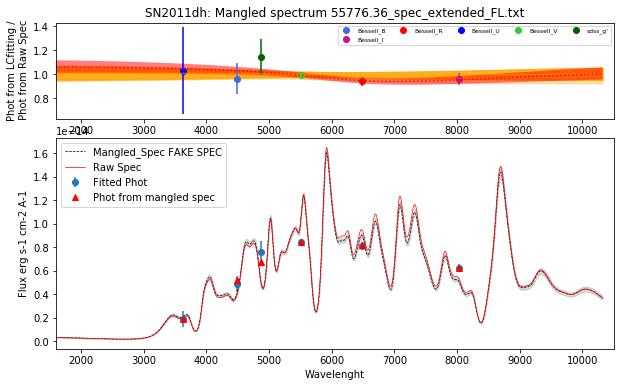 SN2011dh: Mangled spectrum 55776.36_spec_extended_FL.txt
Phot from LCfitting /
Phot from Raw Spec
1.4
1.2
1.0
0.8
Bessell_B
Bessell_R
Bessell_U
Bessell_V
sdss_g'
Bessell_I
2000 3000 4000 5000 6000 7000 8000 9000 10000
1e−14
Flux erg s-1 cm-2 A-1
1.6
1.4
1.2
1.0
0.8
0.6
0.4
0.2
0.0
Mangled_Spec FAKE SPEC
Raw Spec
Fitted Phot
Phot from mangled spec
2000 3000 4000 5000 6000 7000 8000 9000 10000
Wavelenght